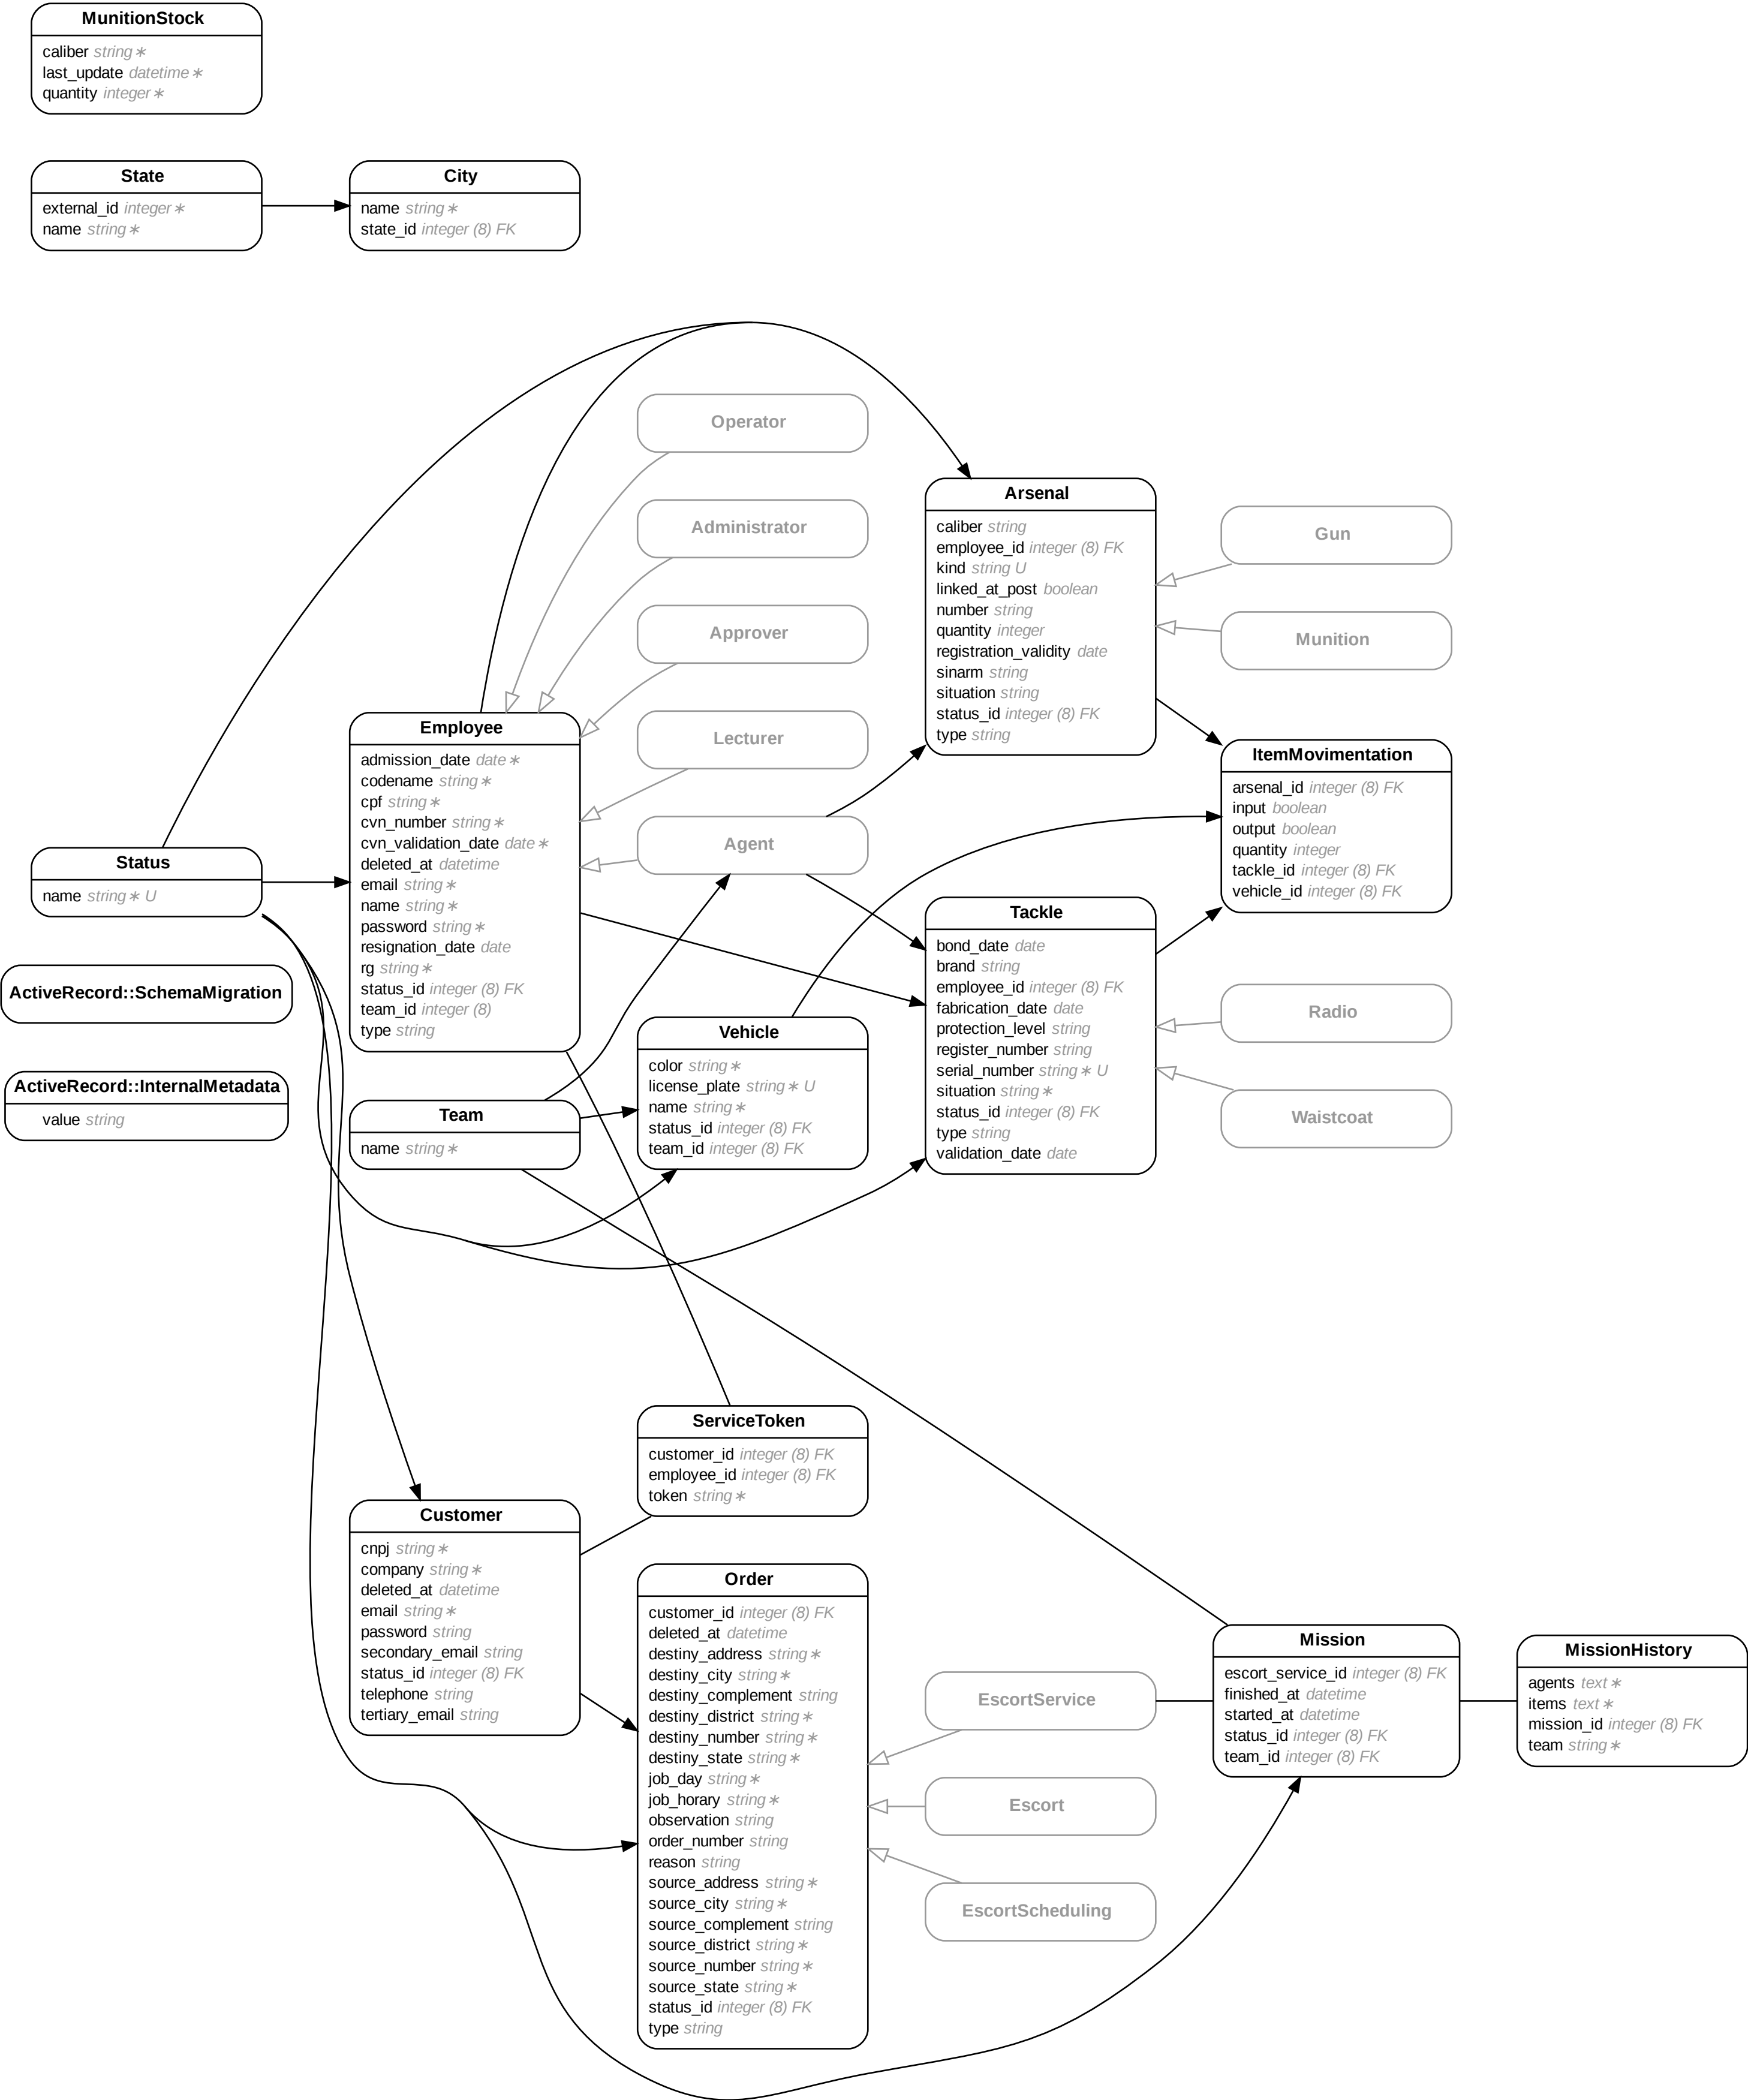 MunitionStock
caliber string∗
last_update datetime∗
quantity integer∗
State
external_id integer∗
name string∗
City
name string∗
state_id integer (8) FK
Operator
Administrator
Approver
Lecturer
Agent
Arsenal
caliber string
employee_id integer (8) FK
kind string U
linked_at_post boolean
number string
quantity integer
registration_validity date
sinarm string
situation string
status_id integer (8) FK
type string
Gun
Munition
Employee
admission_date date∗
codename string∗
cpf string∗
cvn_number string∗
cvn_validation_date date∗
deleted_at datetime
email string∗
name string∗
password string∗
resignation_date date
rg string∗
status_id integer (8) FK
team_id integer (8)
type string
ItemMovimentation
arsenal_id integer (8) FK
input boolean
output boolean
quantity integer
tackle_id integer (8) FK
vehicle_id integer (8) FK
Status
name string∗ U
ActiveRecord::SchemaMigration
ActiveRecord::InternalMetadata
value string
Tackle
bond_date date
brand string
employee_id integer (8) FK
fabrication_date date
protection_level string
register_number string
serial_number string∗ U
situation string∗
status_id integer (8) FK
type string
validation_date date
Radio
Waistcoat
Vehicle
color string∗
license_plate string∗ U
name string∗
status_id integer (8) FK
team_id integer (8) FK
Team
name string∗
ServiceToken
customer_id integer (8) FK
employee_id integer (8) FK
token string∗
Customer
cnpj string∗
company string∗
deleted_at datetime
email string∗
password string
secondary_email string
status_id integer (8) FK
telephone string
tertiary_email string
Order
customer_id integer (8) FK
deleted_at datetime
destiny_address string∗
destiny_city string∗
destiny_complement string
destiny_district string∗
destiny_number string∗
destiny_state string∗
job_day string∗
job_horary string∗
observation string
order_number string
reason string
source_address string∗
source_city string∗
source_complement string
source_district string∗
source_number string∗
source_state string∗
status_id integer (8) FK
type string
EscortService
Escort
EscortScheduling
Mission
escort_service_id integer (8) FK
finished_at datetime
started_at datetime
status_id integer (8) FK
team_id integer (8) FK
MissionHistory
agents text∗
items text∗
mission_id integer (8) FK
team string∗